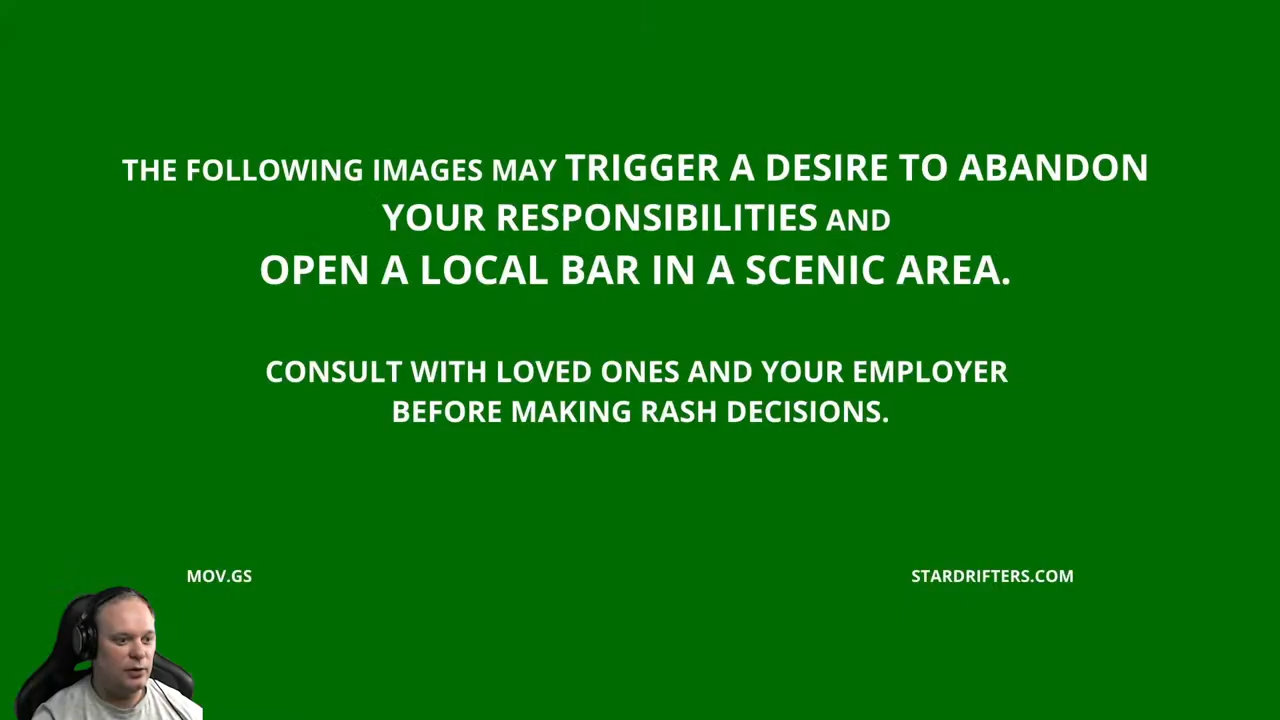 THE FOLLOWING IMAGES MAY TRIGGER A DESIRE TO ABANDON
YOUR RESPONSIBILITIES AND
OPEN A LOCAL BAR IN A SCENIC AREA.
CONSULT WITH LOVED ONES AND YOUR EMPLOYER
BEFORE MAKING RASH DECISIONS.
MOV.GS
STARDRIFTERS.COM